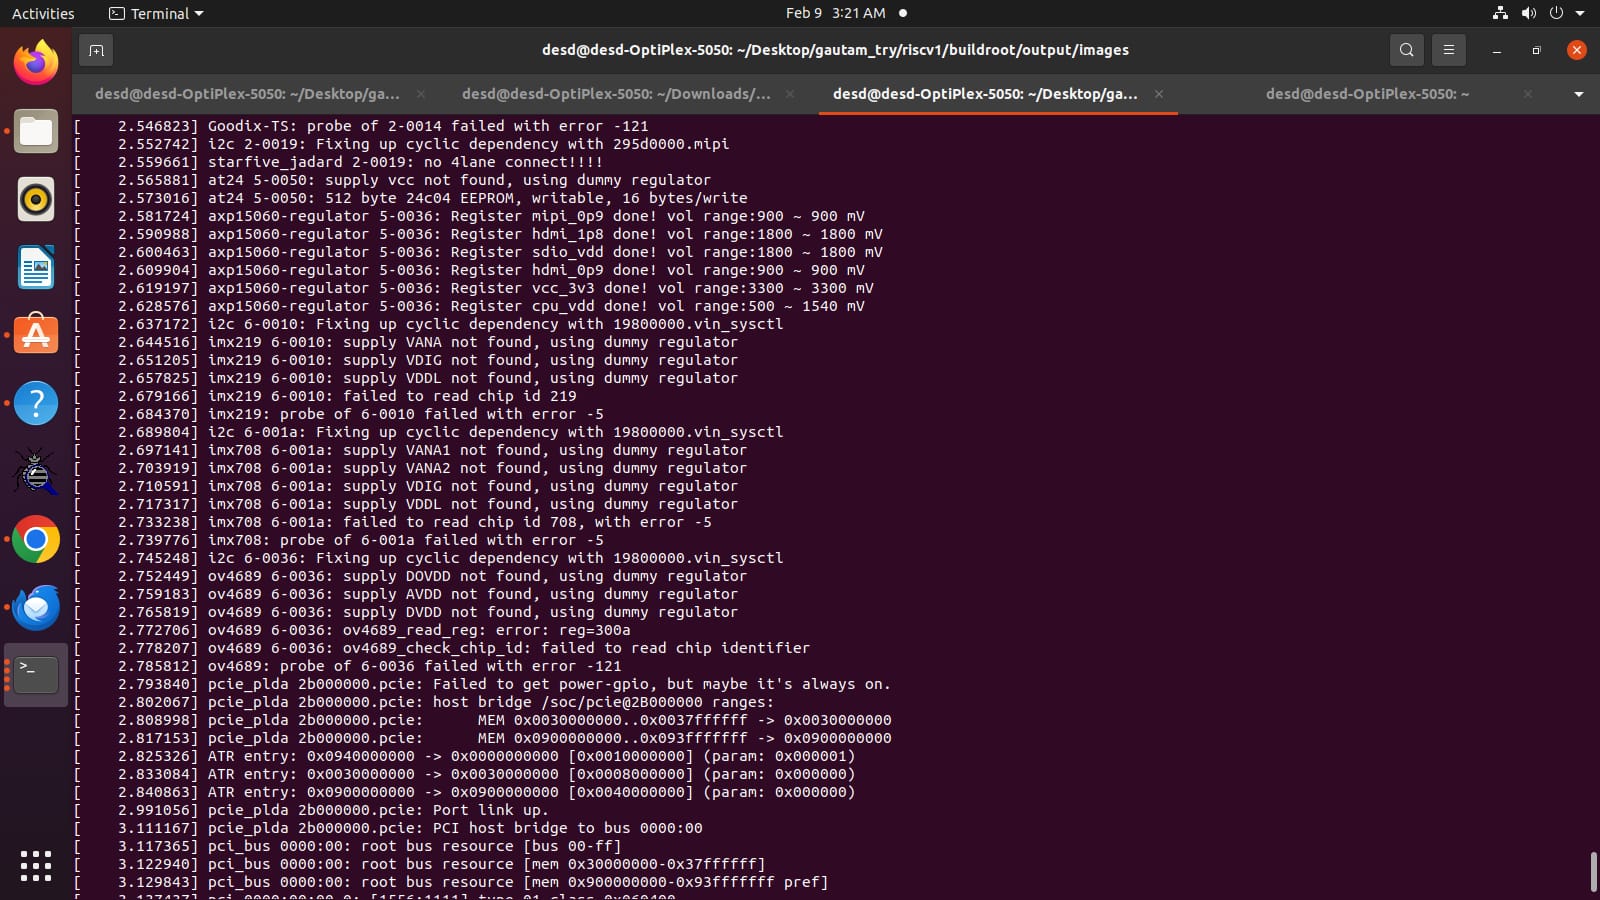 Activities
Terminal
Feb 9 3:21 AM
desd@desd-OptiPlex-5050: ~/Desktop/gautam_try/riscv1/buildroot/output/images
desd@desd-OptiPlex-5050: ~/Desktop/ga...
desd@desd-OptiPlex-5050: ~/Downloads/...
desd@desd-OptiPlex-5050: ~/Desktop/ga...
desd@desd-OptiPlex-5050: ~
[    2.546823] Goodix-TS: probe of 2-0014 failed with error -121
[    2.552742] i2c 2-0019: Fixing up cyclic dependency with 295d0000.mipi
[    2.559661] starfive_jadard 2-0019: no 4lane connect!!!!
[    2.565881] at24 5-0050: supply vcc not found, using dummy regulator
[    2.573016] at24 5-0050: 512 byte 24c04 EEPROM, writable, 16 bytes/write
[    2.581724] axp15060-regulator 5-0036: Register mipi_0p9 done! vol range:900 ~ 900 mV
[    2.590988] axp15060-regulator 5-0036: Register hdmi_1p8 done! vol range:1800 ~ 1800 mV
[    2.600463] axp15060-regulator 5-0036: Register sdio_vdd done! vol range:1800 ~ 1800 mV
[    2.609904] axp15060-regulator 5-0036: Register hdmi_0p9 done! vol range:900 ~ 900 mV
[    2.619197] axp15060-regulator 5-0036: Register vcc_3v3 done! vol range:3300 ~ 3300 mV
[    2.628576] axp15060-regulator 5-0036: Register cpu_vdd done! vol range:500 ~ 1540 mV
[    2.637172] i2c 6-0010: Fixing up cyclic dependency with 19800000.vin_sysctl
[    2.644516] imx219 6-0010: supply VANA not found, using dummy regulator
[    2.651205] imx219 6-0010: supply VDIG not found, using dummy regulator
[    2.657825] imx219 6-0010: supply VDDL not found, using dummy regulator
[    2.679166] imx219 6-0010: failed to read chip id 219
[    2.684370] imx219: probe of 6-0010 failed with error -5
[    2.689804] i2c 6-001a: Fixing up cyclic dependency with 19800000.vin_sysctl
[    2.697141] imx708 6-001a: supply VANA1 not found, using dummy regulator
[    2.703919] imx708 6-001a: supply VANA2 not found, using dummy regulator
[    2.710591] imx708 6-001a: supply VDIG not found, using dummy regulator
[    2.717317] imx708 6-001a: supply VDDL not found, using dummy regulator
[    2.733238] imx708 6-001a: failed to read chip id 708, with error -5
[    2.739776] imx708: probe of 6-001a failed with error -5
[    2.745248] i2c 6-0036: Fixing up cyclic dependency with 19800000.vin_sysctl
[    2.752449] ov4689 6-0036: supply DOVDD not found, using dummy regulator
[    2.759183] ov4689 6-0036: supply AVDD not found, using dummy regulator
[    2.765819] ov4689 6-0036: supply DVDD not found, using dummy regulator
[    2.772706] ov4689 6-0036: ov4689_read_reg: error: reg=300a
[    2.778207] ov4689 6-0036: ov4689_check_chip_id: failed to read chip identifier
[    2.785812] ov4689: probe of 6-0036 failed with error -121
[    2.793840] pcie_plda 2b000000.pcie: Failed to get power-gpio, but maybe it's always on.
[    2.802067] pcie_plda 2b000000.pcie: host bridge /soc/pcie@2B000000 ranges:
[    2.808998] pcie_plda 2b000000.pcie:      MEM 0x0030000000..0x0037ffffff -> 0x0030000000
[    2.817153] pcie_plda 2b000000.pcie:      MEM 0x0900000000..0x093fffffff -> 0x0900000000
[    2.825326] ATR entry: 0x0940000000 -> 0x0000000000 [0x0010000000] (param: 0x000001)
[    2.833084] ATR entry: 0x0030000000 -> 0x0030000000 [0x0008000000] (param: 0x000000)
[    2.840863] ATR entry: 0x0900000000 -> 0x0900000000 [0x0040000000] (param: 0x000000)
[    2.991056] pcie_plda 2b000000.pcie: Port link up.
[    3.111167] pcie_plda 2b000000.pcie: PCI host bridge to bus 0000:00
[    3.117365] pci_bus 0000:00: root bus resource [bus 00-ff]
[    3.122940] pci_bus 0000:00: root bus resource [mem 0x30000000-0x37ffffff]
[    3.129843] pci_bus 0000:00: root bus resource [mem 0x900000000-0x93fffffff pref]